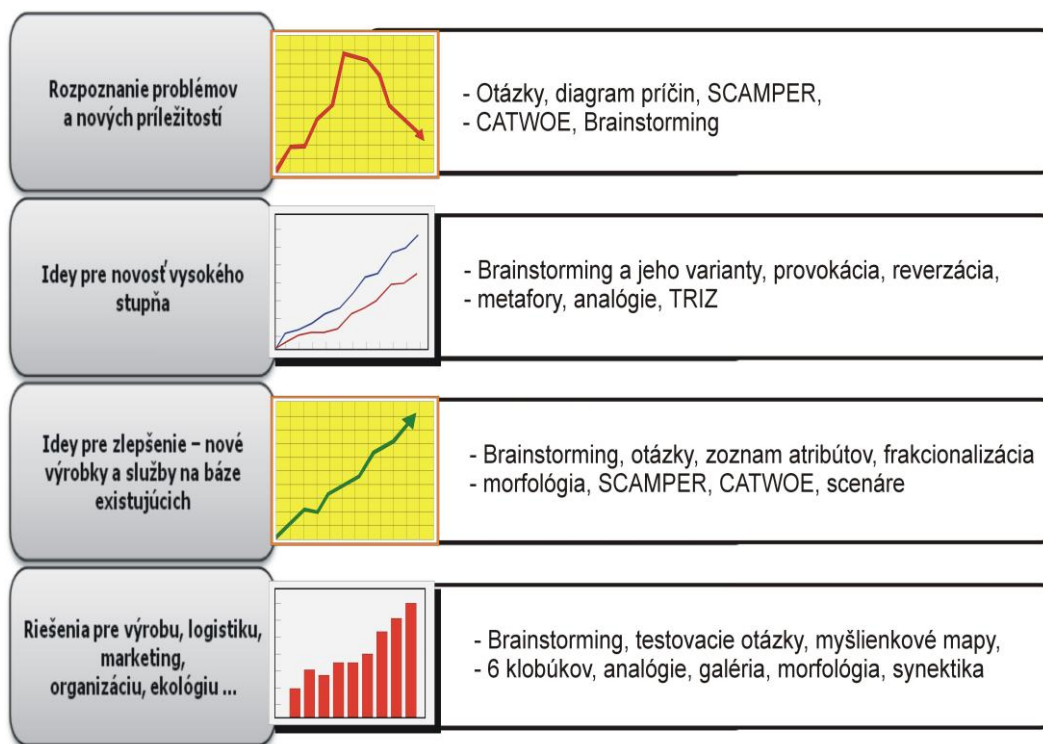 Rozpoznanie problémov
a nových príležitostí
- Otázky, diagram príčin, SCAMPER,
- CATWOE, Brainstorming
Idey pre novosť vysokého
stupňa
- Brainstorming a jeho varianty, provokácia, reverzácia,
- metafory, analógie, TRIZ
Idey pre zlepšenie – nové
výrobky a služby na báze
existujúcich
- Brainstorming, otázky, zoznam atribútov, frakcionalizácia
- morfológia, SCAMPER, CATWOE, scenáre
Riešenia pre výrobu, logistiku,
marketing,
organizáciu, ekológiu ...
- Brainstorming, testovacie otázky, myšlienkové mapy,
- 6 klobúkov, analógie, galéria, morfológia, synektika